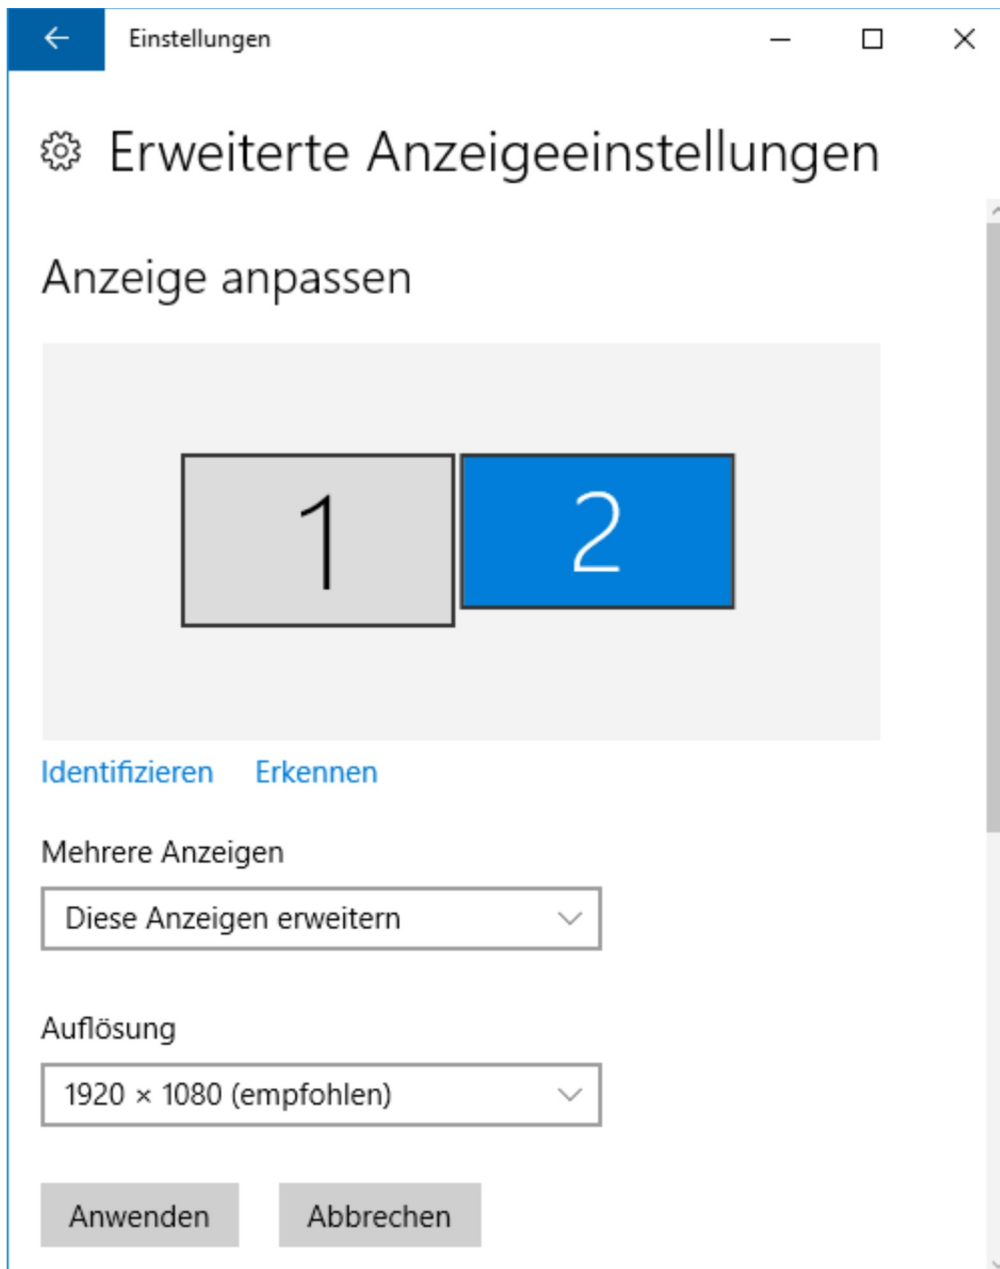 Einstellungen
Erweiterte Anzeigeeinstellungen
Anzeige anpassen
1 2
Identifizieren Erkennen
Mehrere Anzeigen
Diese Anzeigen erweitern
Auflösung
1920 × 1080 (empfohlen)
Anwenden Abbrechen